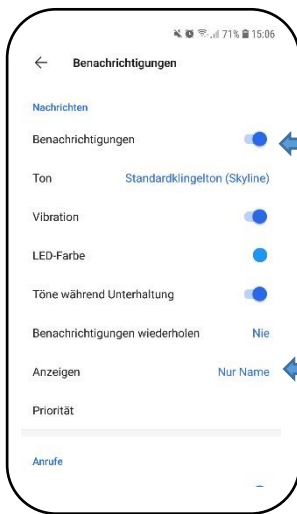 71% 15:06
Benachrichtigungen
Nachrichten
Benachrichtigungen
Ton Standardklingelton (Skyline)
Vibration
LED-Farbe
Töne während Unterhaltung
Benachrichtigungen wiederholen Nie
Anzeigen Nur Name
Priorität
Anrufe